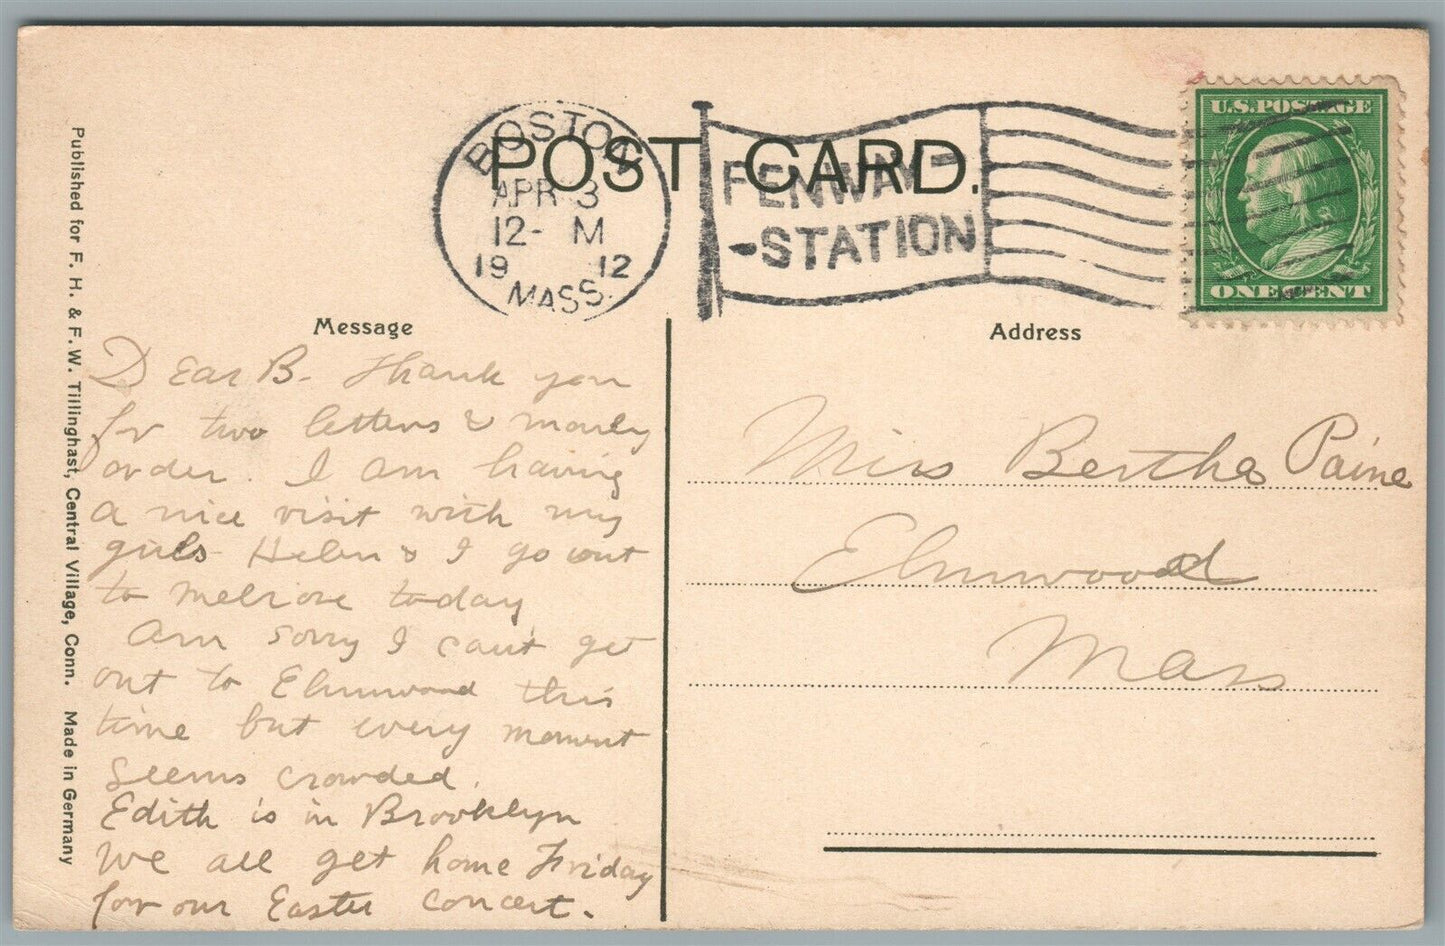 POST CARD.
BOSTON
APR 3
12- M
19 12
MASS.
FENWAY-
-STATION
U.S. POSTAGE
ONE CENT
Message
Dear B. Thank you
for two letters & money
order. I am having
a nice visit with my
girls- Helen & I go out
to Melrose today
Am sorry I can't get
out to Elmwood this
time but every moment
seems crowded.
Edith is in Brooklyn
We all get home Friday
for our Easter concert.
Address
Miss Bertha Paine
Elmwood
Mass
Published for F. H. & F. W. Tillinghast, Central Village, Conn. Made in Germany